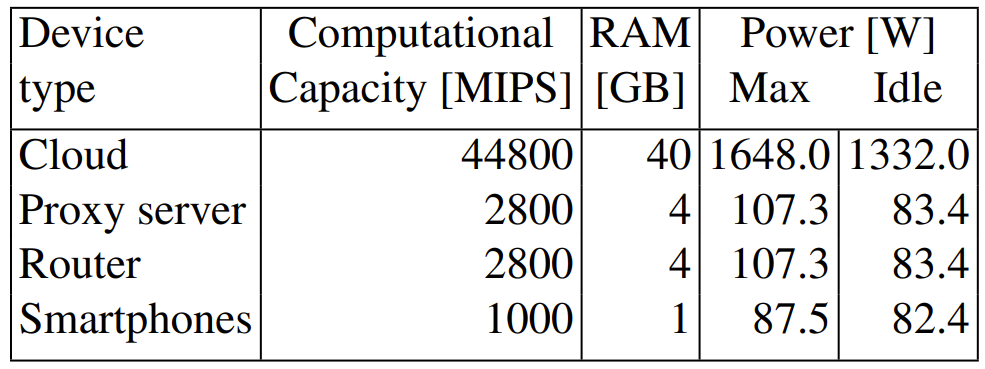 Device Computational RAM Power [W]
type Capacity [MIPS] [GB] Max Idle
Cloud 44800 40 1648.0 1332.0
Proxy server 2800 4 107.3 83.4
Router 2800 4 107.3 83.4
Smartphones 1000 1 87.5 82.4